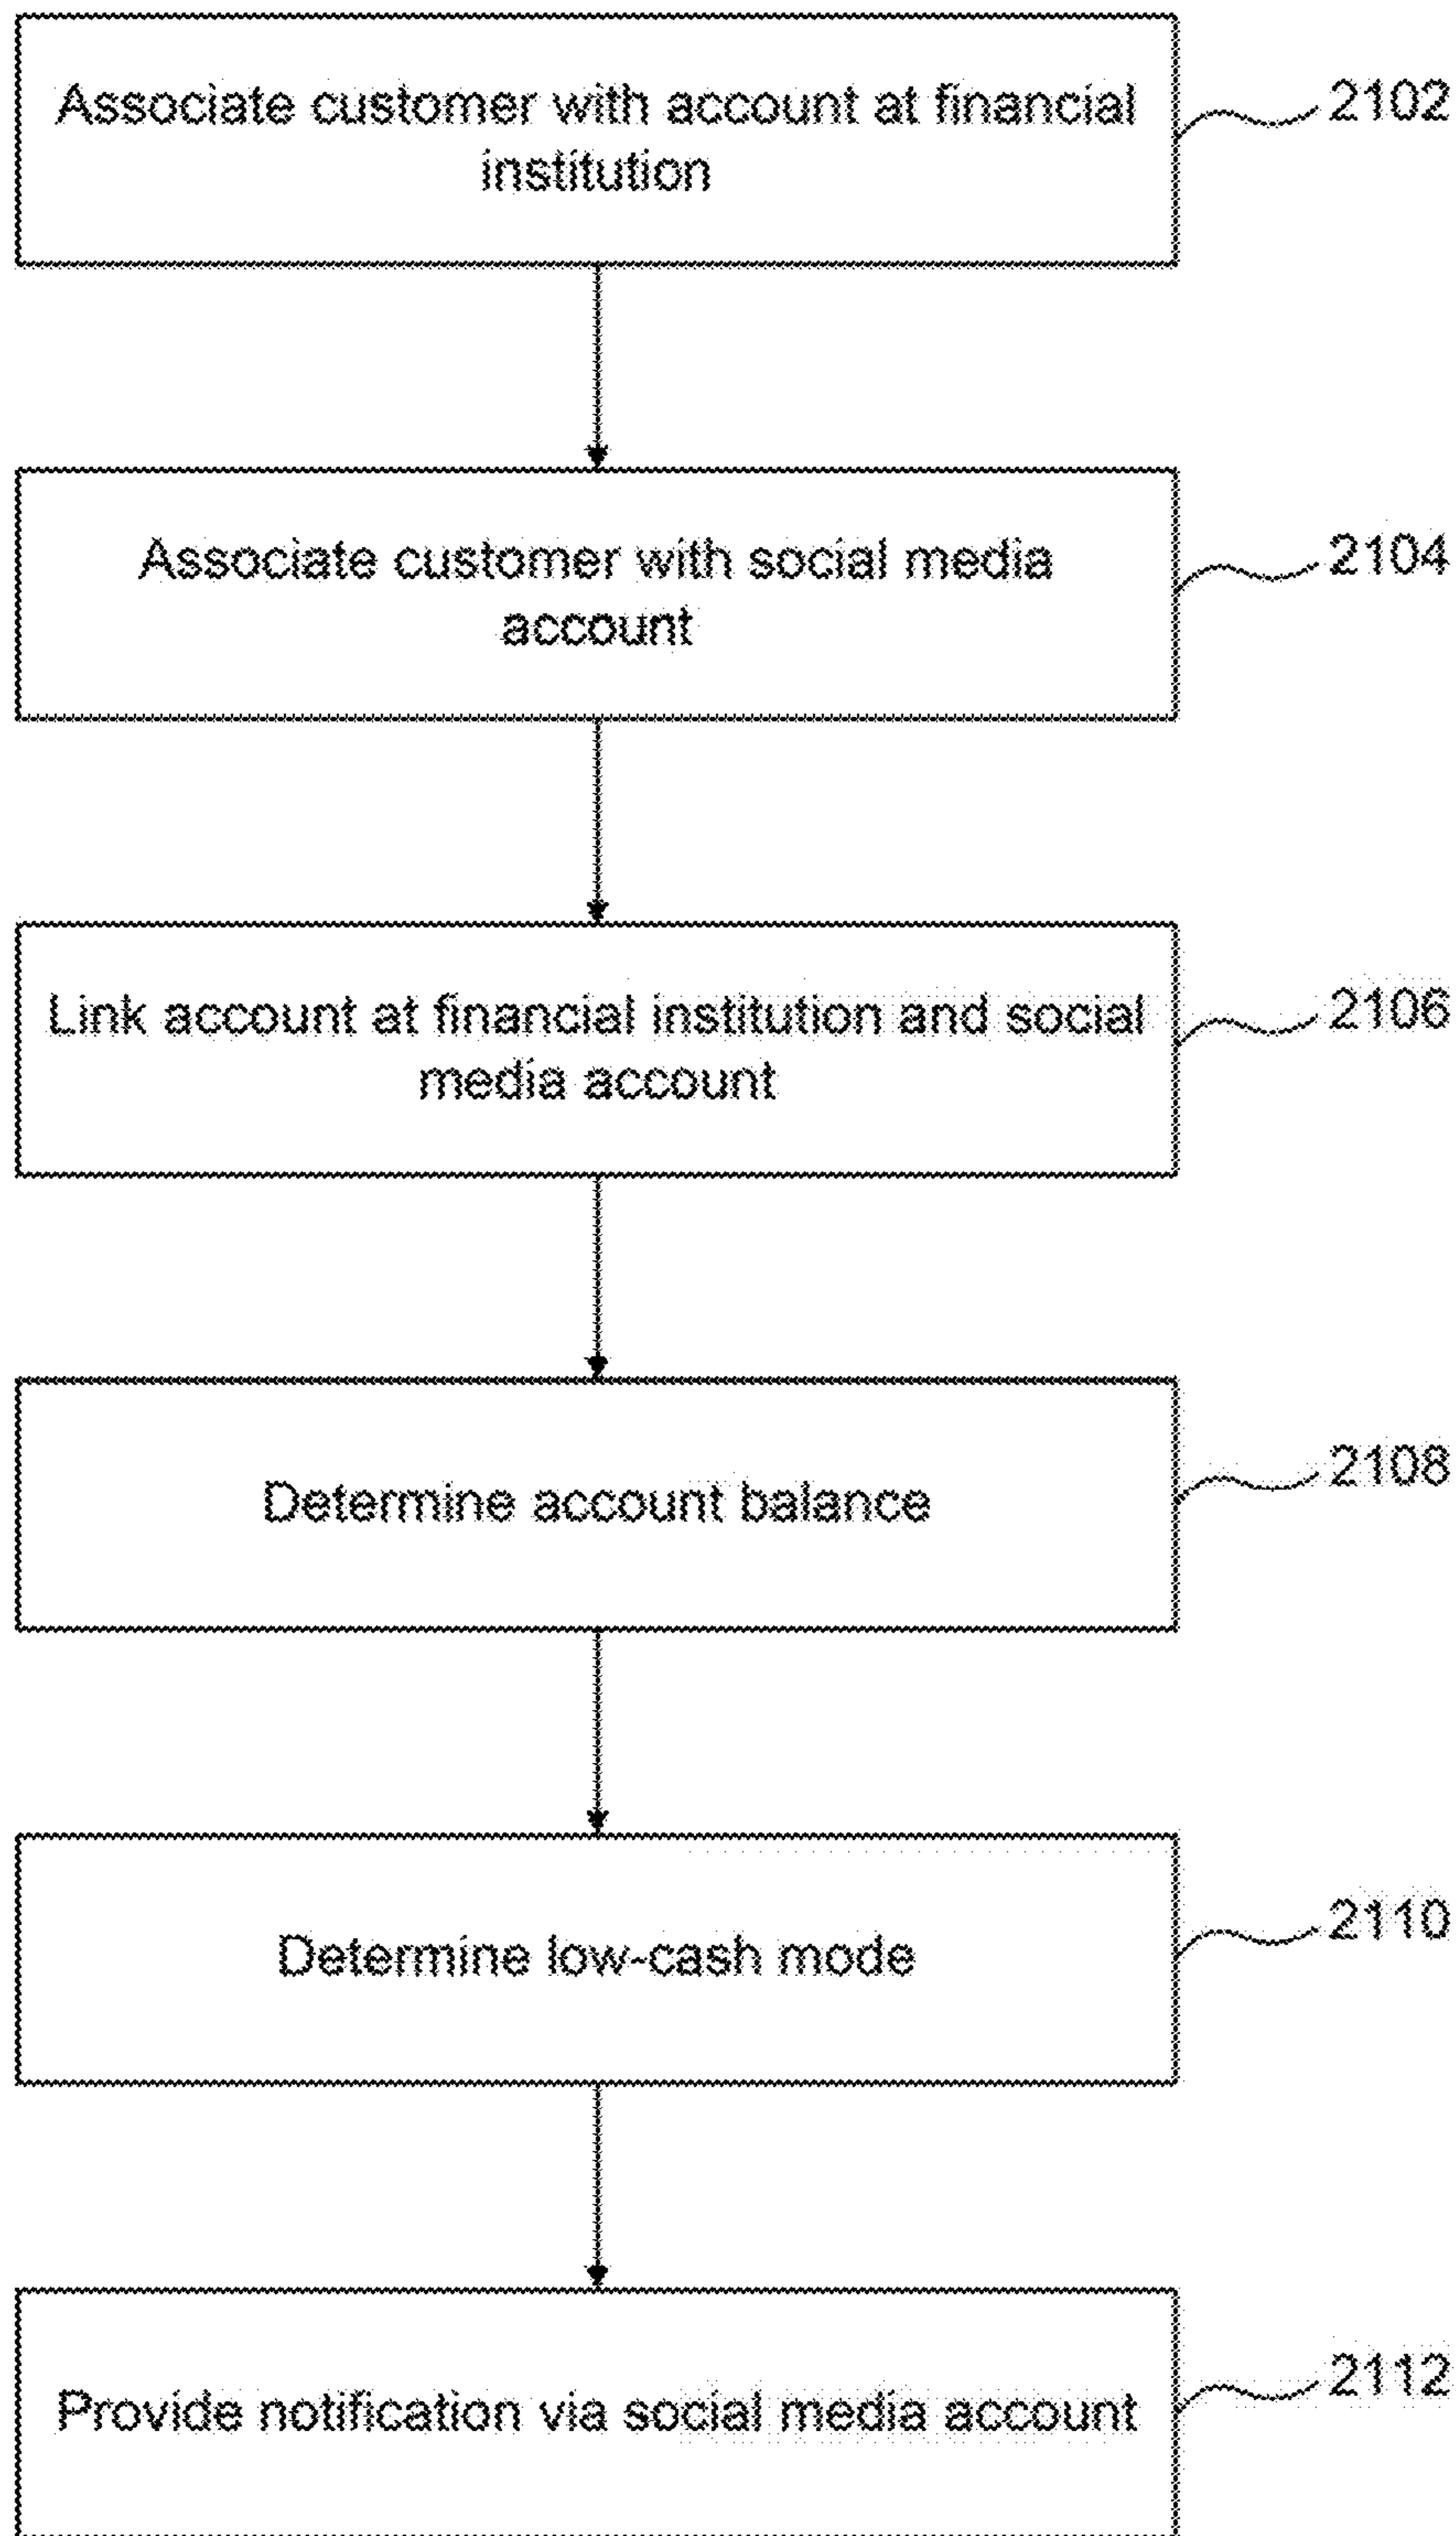 Associate customer with account at financial
institution
2102
Associate customer with social media
account
2104
Link account at financial institution and social
media account
2106
Determine account balance
2108
Determine low-cash mode
2110
Provide notification via social media account
2112